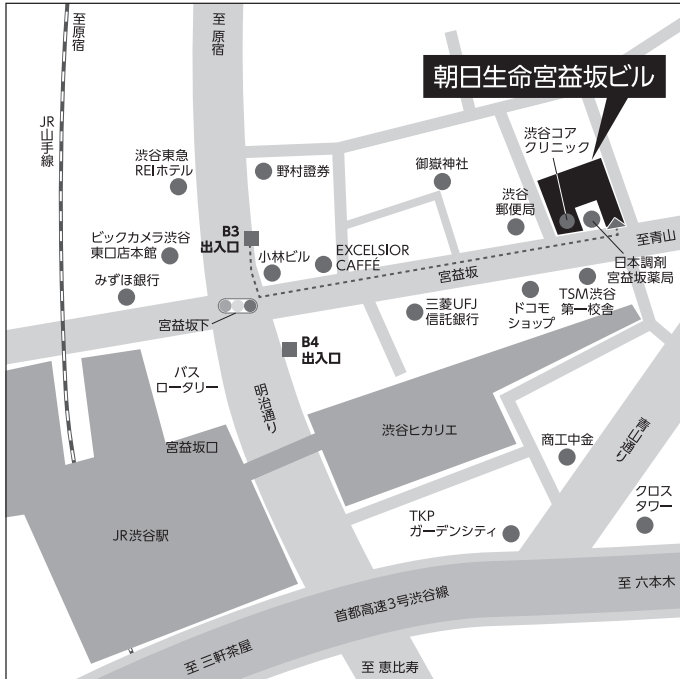 至
原
宿
至
原
宿
朝日生命宮益坂ビル
JR
山
手
線
渋谷コア
クリニック
渋谷東急
REIホテル
野村證券
御嶽神社
渋谷
郵便局
B3
出入口
ビックカメラ渋谷
東口店本館
小林ビル
EXCELSIOR
CAFFÉ
至青山
宮益坂
日本調剤
宮益坂薬局
みずほ銀行
宮益坂下
三菱UFJ
信託銀行
ドコモ
ショップ
TSM渋谷
第一校舎
B4
出入口
バス
ロータリー
明治通り
宮益坂口
渋谷ヒカリエ
青山通り
商工中金
クロス
タワー
JR渋谷駅
TKP
ガーデンシティ
首都高速3号渋谷線
至 六本木
至 三軒茶屋
至 恵比寿